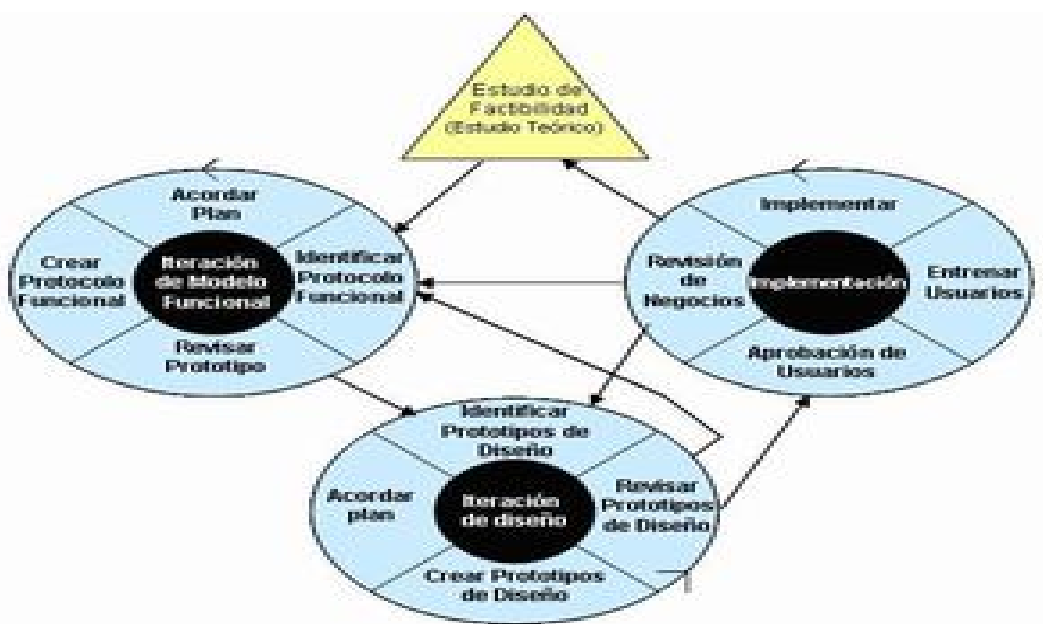 Estudio de
Factibilidad
(Estudio Teórico)
Acordar
Plan
Crear
Protocolo
Funcional
Iteración
de Modelo
Funcional
Identificar
Protocolo
Funcional
Revisar
Prototipo
Implementar
Revisión
de
Negocios
Implementación
Entrenar
Usuarios
Aprobación de
Usuarios
Identificar
Prototipos de
Diseño
Acordar
plan
Iteración
de diseño
Revisar
Prototipos
de Diseño
Crear Prototipos
de Diseño